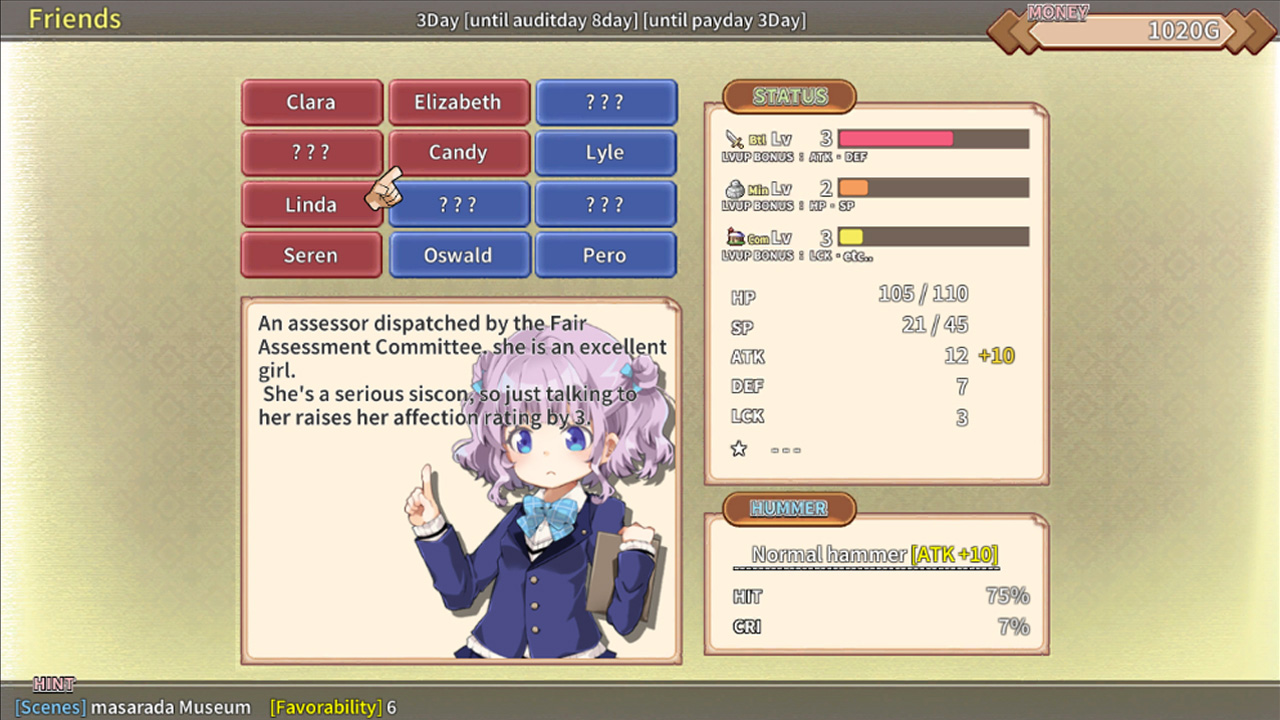 Friends
3Day [until auditday 8day] [until payday 3Day]
MONEY
1020G
Clara
Elizabeth
???
???
Candy
Lyle
Linda
???
???
Seren
Oswald
Pero
An assessor dispatched by the Fair
Assessment Committee. she is an excellent
girl.
She's a serious siscon, so just talking to
her raises her affection rating by 3.
STATUS
Btl Lv 3
LVUP BONUS : ATK・DEF
Min Lv 2
LVUP BONUS : HP・SP
Com Lv 3
LVUP BONUS : LCK・etc..
HP 105 / 110
SP 21 / 45
ATK 12 +10
DEF 7
LCK 3
☆ ---
HUMMER
Normal hammer [ATK +10]
HIT 75%
CRI 7%
HINT
[Scenes] masarada Museum [Favorability] 6